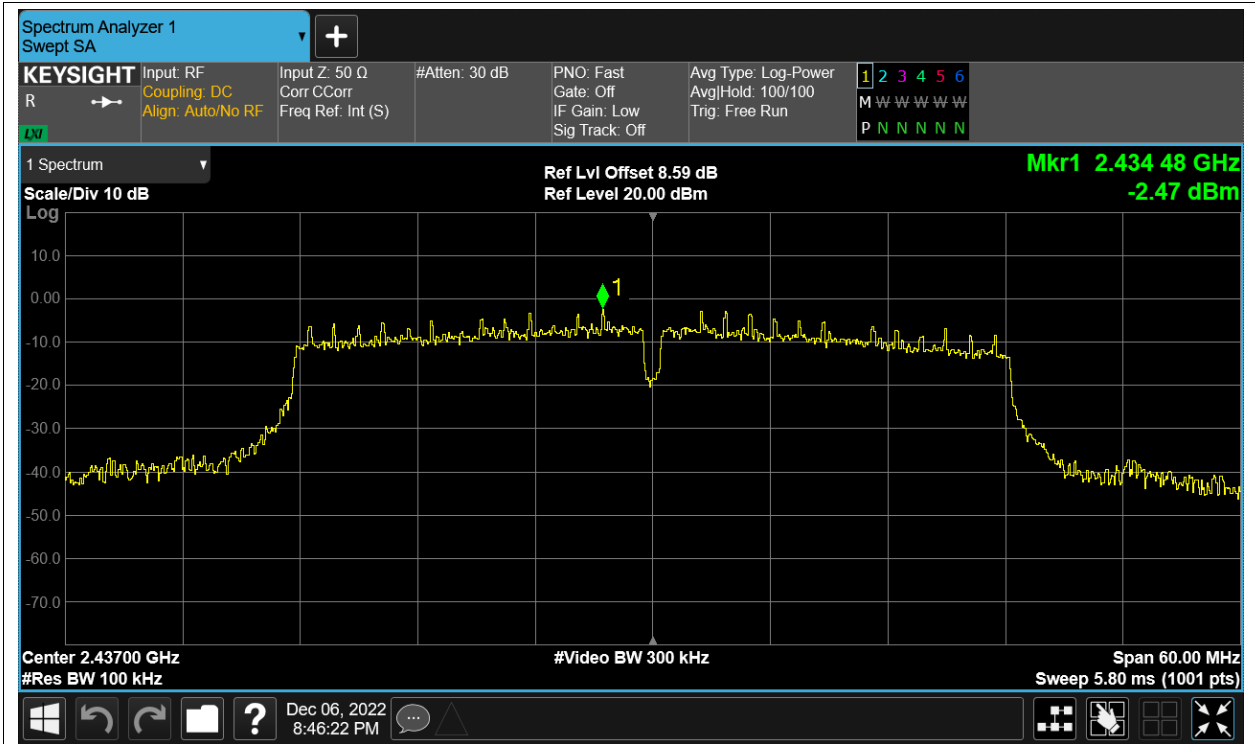 Spectrum Analyzer 1
Swept SA
KEYSIGHT
R
LXI
Input: RF
Coupling: DC
Align: Auto/No RF
Input Z: 50 Ω
Corr CCorr
Freq Ref: Int (S)
#Atten: 30 dB
PNO: Fast
Gate: Off
IF Gain: Low
Sig Track: Off
Avg Type: Log-Power
Avg|Hold: 100/100
Trig: Free Run
1 2 3 4 5 6
M W W W W W W
P N N N N N N
1 Spectrum
Scale/Div 10 dB
Log
Ref Lvl Offset 8.59 dB
Ref Level 20.00 dBm
Mkr1 2.434 48 GHz
-2.47 dBm
10.0
0.00
-10.0
-20.0
-30.0
-40.0
-50.0
-60.0
-70.0
1
Center 2.43700 GHz
#Res BW 100 kHz
#Video BW 300 kHz
Span 60.00 MHz
Sweep 5.80 ms (1001 pts)
?
Dec 06, 2022
8:46:22 PM